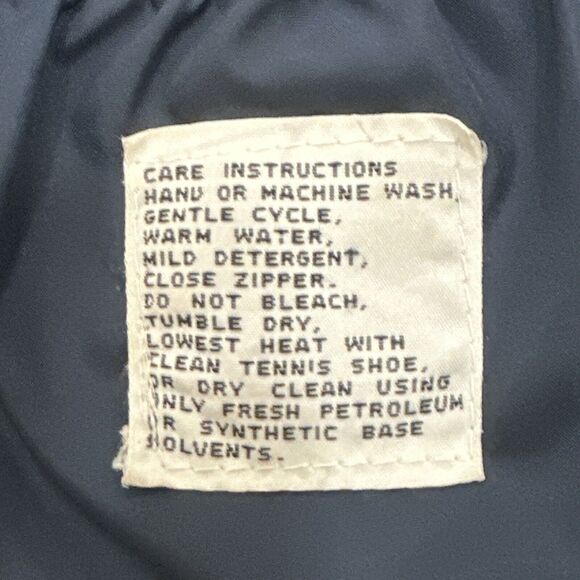 CARE INSTRUCTIONS
HAND OR MACHINE WASH,
GENTLE CYCLE,
WARM WATER,
MILD DETERGENT,
CLOSE ZIPPER.
DO NOT BLEACH,
TUMBLE DRY,
LOWEST HEAT WITH
CLEAN TENNIS SHOE,
OR DRY CLEAN USING
ONLY FRESH PETROLEUM
OR SYNTHETIC BASE
SOLVENTS.